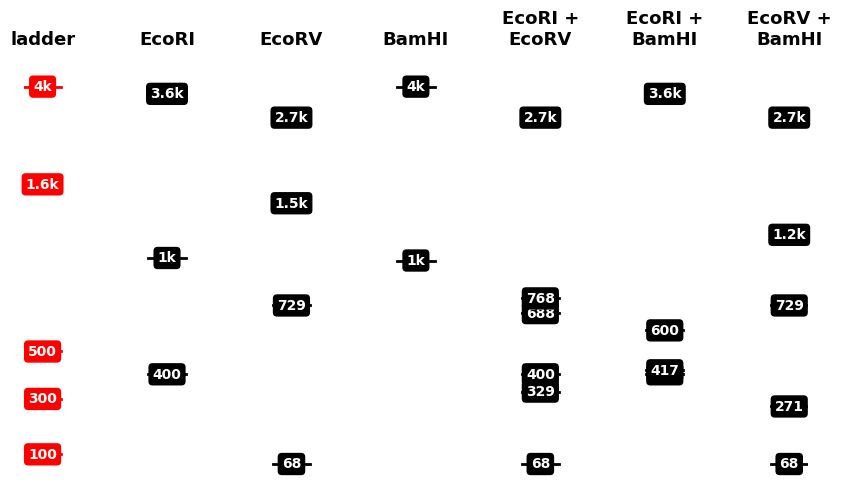 ladder
EcoRI
EcoRV
BamHI
EcoRI +
EcoRV
EcoRI +
BamHI
EcoRV +
BamHI
4k
1.6k
500
300
100
3.6k
1k
400
2.7k
1.5k
729
68
4k
1k
2.7k
768
688
400
329
68
3.6k
600
417
2.7k
1.2k
729
271
68